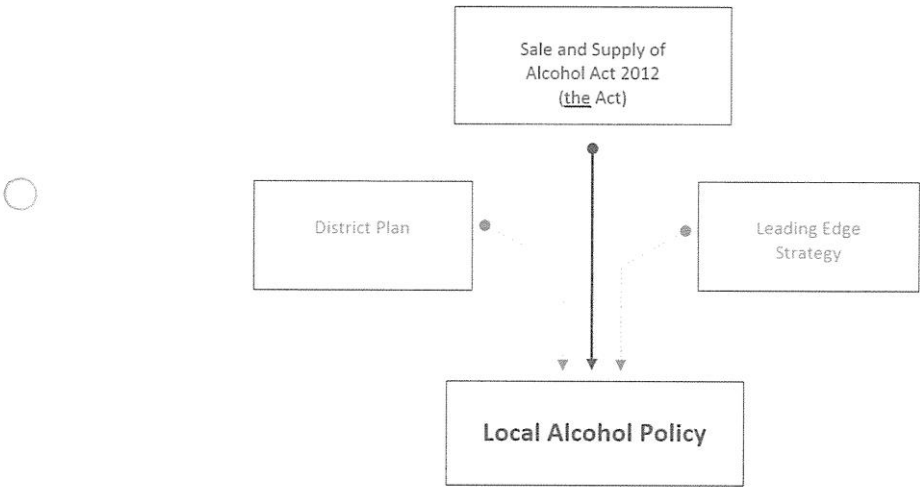 Sale and Supply of
Alcohol Act 2012
(the Act)
District Plan
Leading Edge
Strategy
Local Alcohol Policy